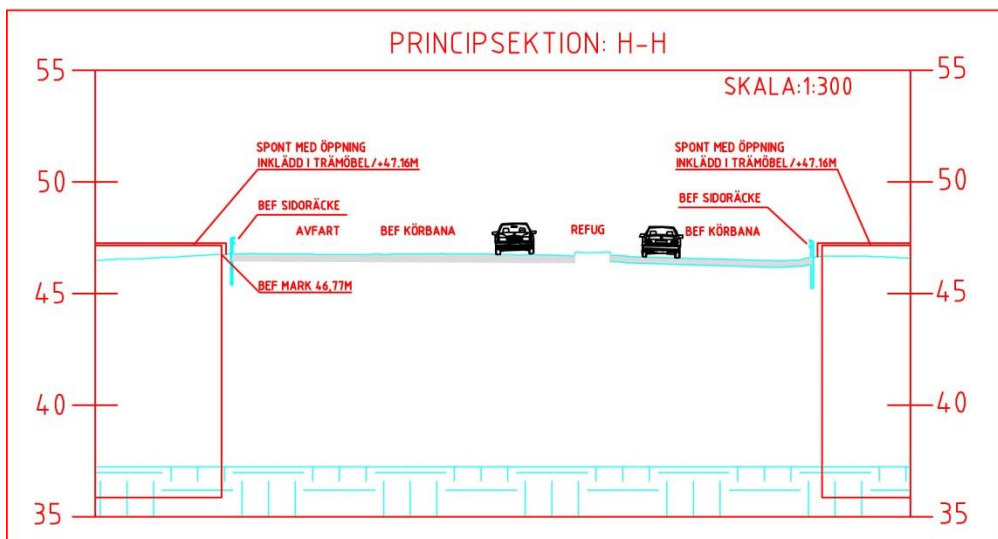 PRINCIPSEKTION: H-H
SKALA:1:300
55
55
SPONT MED ÖPPNING
INKLÄDD I TRÄMÖBEL/+47.16M
SPONT MED ÖPPNING
INKLÄDD I TRÄMÖBEL/+47.16M
50
50
BEF SIDORÄCKE
BEF SIDORÄCKE
AVFART
BEF KÖRBANA
REFUG
BEF KÖRBANA
45
BEF MARK 46,77M
45
40
40
35
35